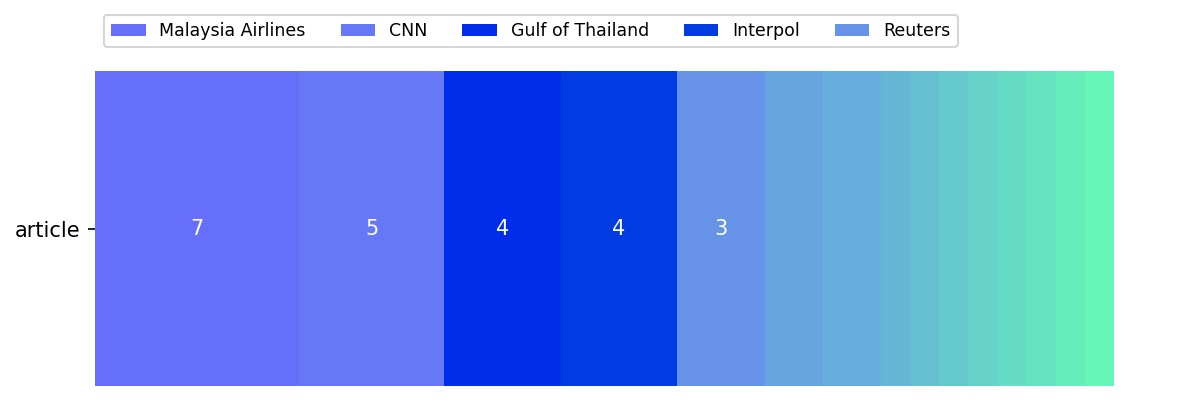 Malaysia Airlines CNN Gulf of Thailand Interpol Reuters
article 7 5 4 4 3